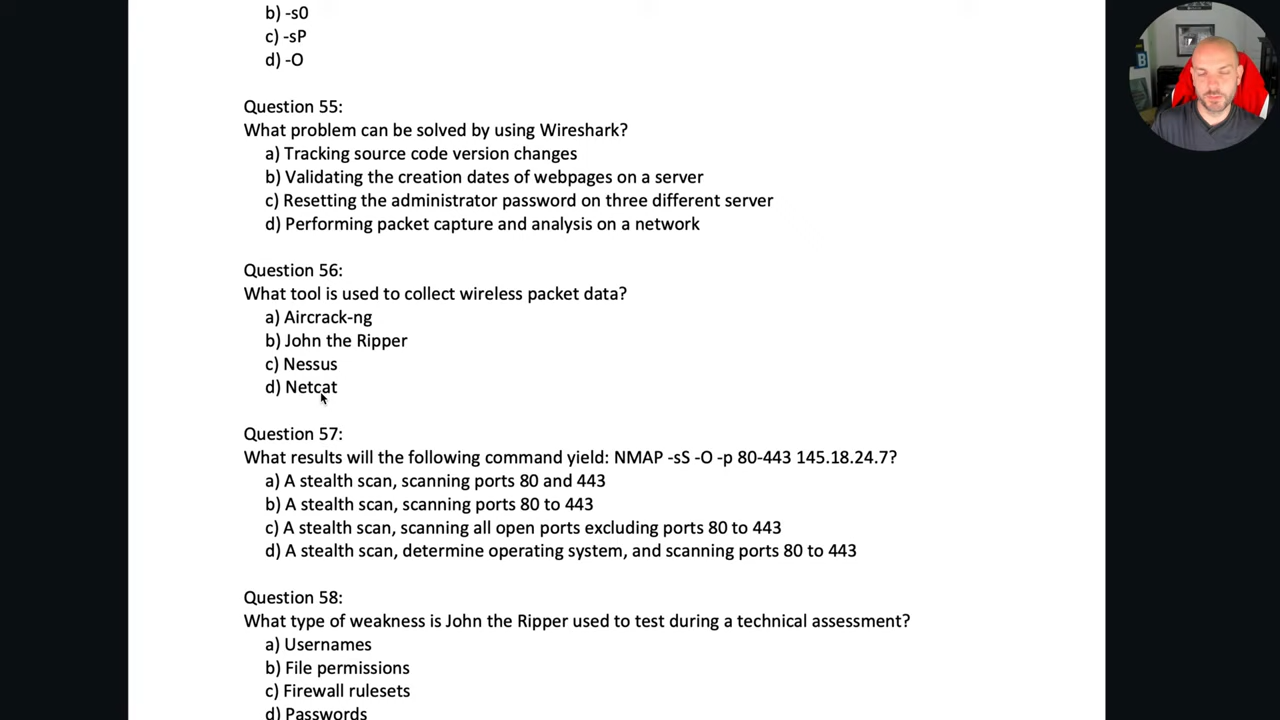 b) -s0
c) -sP
d) -O
Question 55:
What problem can be solved by using Wireshark?
a) Tracking source code version changes
b) Validating the creation dates of webpages on a server
c) Resetting the administrator password on three different server
d) Performing packet capture and analysis on a network
Question 56:
What tool is used to collect wireless packet data?
a) Aircrack-ng
b) John the Ripper
c) Nessus
d) Netcat
Question 57:
What results will the following command yield: NMAP -sS -O -p 80-443 145.18.24.7?
a) A stealth scan, scanning ports 80 and 443
b) A stealth scan, scanning ports 80 to 443
c) A stealth scan, scanning all open ports excluding ports 80 to 443
d) A stealth scan, determine operating system, and scanning ports 80 to 443
Question 58:
What type of weakness is John the Ripper used to test during a technical assessment?
a) Usernames
b) File permissions
c) Firewall rulesets
d) Passwords